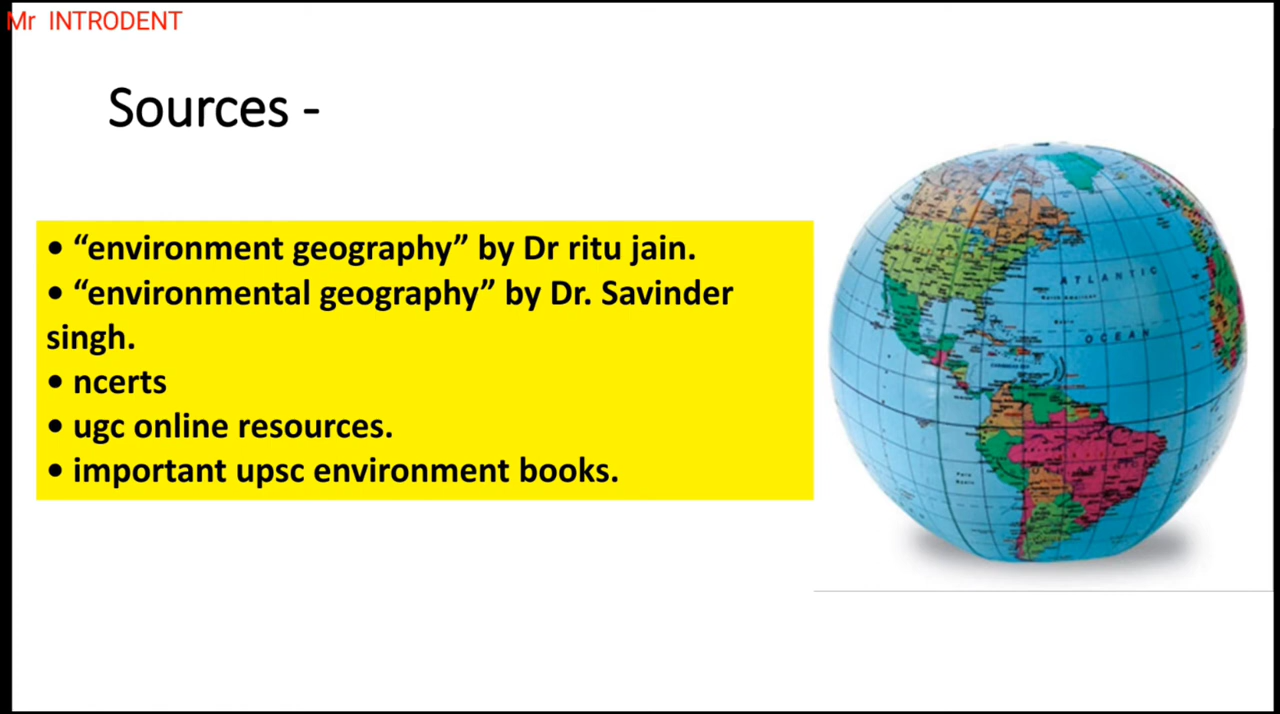 Mr INTRODENT
Sources -
• “environment geography” by Dr ritu jain.
• “environmental geography” by Dr. Savinder
singh.
• ncerts
• ugc online resources.
• important upsc environment books.
ATLANTIC
OCEAN